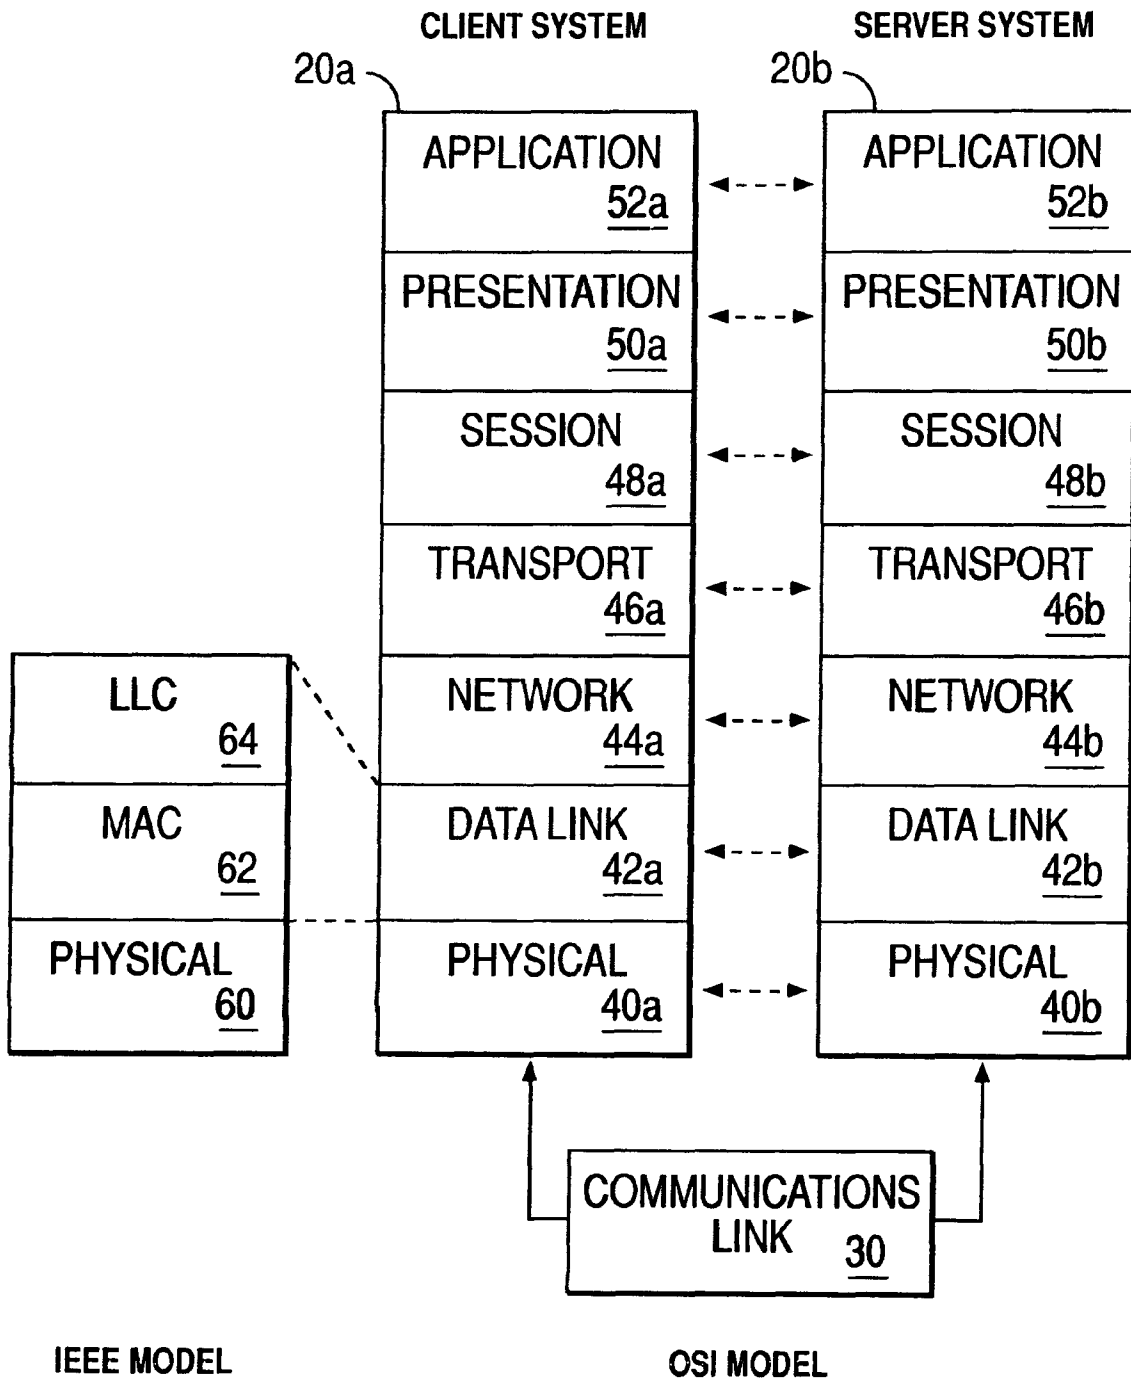 CLIENT SYSTEM
SERVER SYSTEM
20a
20b
APPLICATION
52a
APPLICATION
52b
PRESENTATION
50a
PRESENTATION
50b
SESSION
48a
SESSION
48b
TRANSPORT
46a
TRANSPORT
46b
LLC
64
NETWORK
44a
NETWORK
44b
MAC
62
DATA LINK
42a
DATA LINK
42b
PHYSICAL
60
PHYSICAL
40a
PHYSICAL
40b
COMMUNICATIONS
LINK
30
IEEE MODEL
OSI MODEL